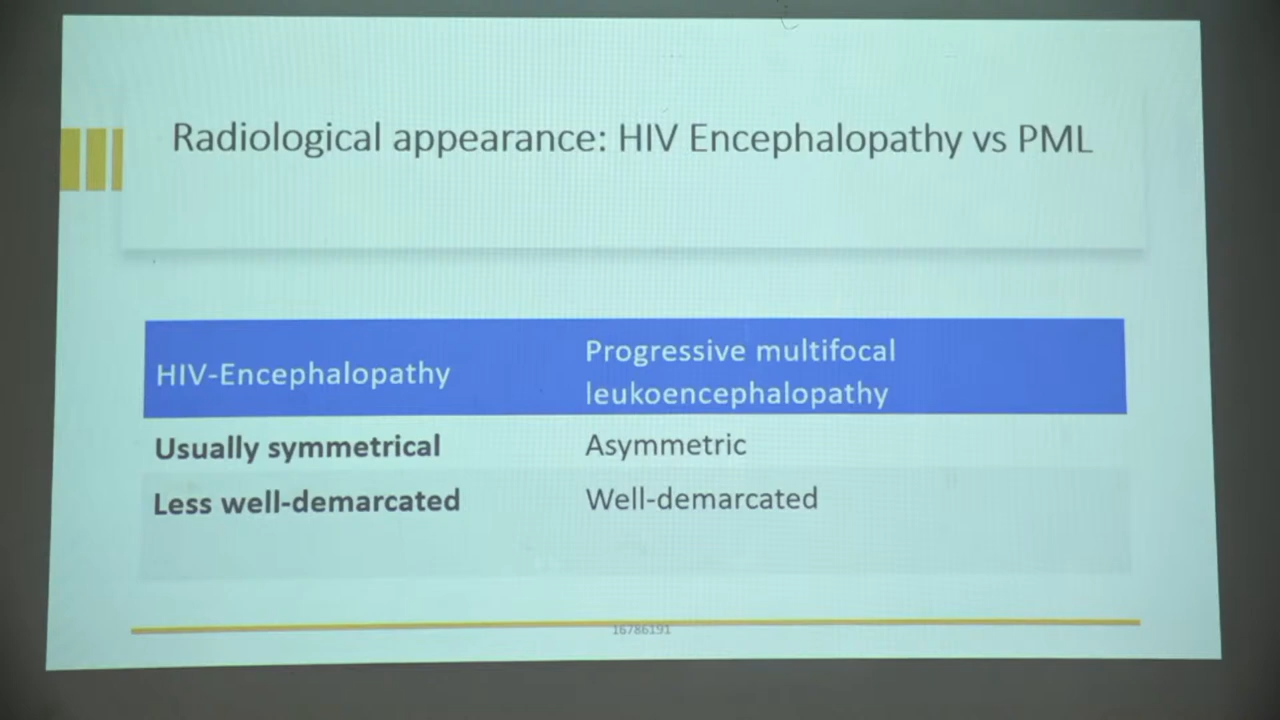 Radiological appearance: HIV Encephalopathy vs PML
HIV-Encephalopathy
Progressive multifocal
leukoencephalopathy
Usually symmetrical
Asymmetric
Less well-demarcated
Well-demarcated
16786191